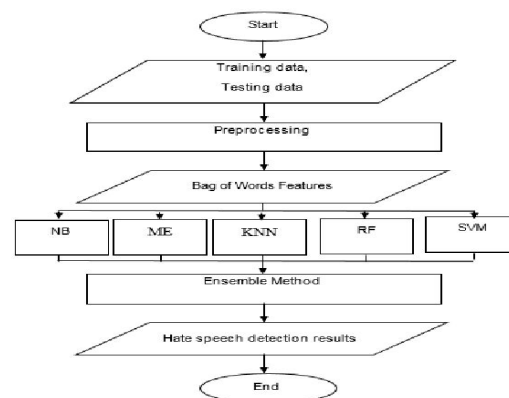 Start
Training data,
Testing data
Preprocessing
Bag of Words Features
NB ME KNN RF SVM
Ensemble Method
Hate speech detection results
End